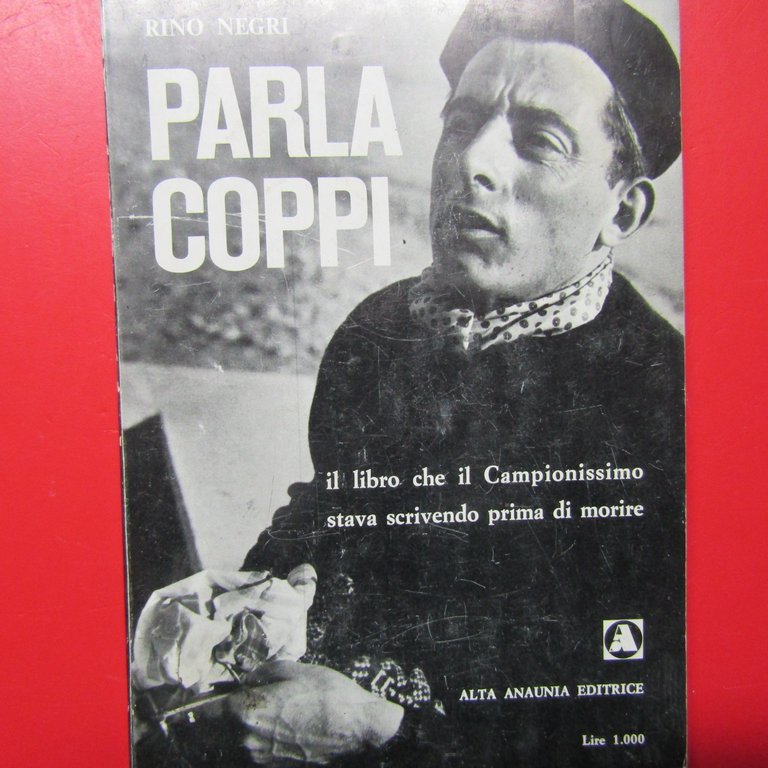 RINO NEGRI
PARLA
COPPI
il libro che il Campionissimo
stava scrivendo prima di morire
A
ALTA ANAUNIA EDITRICE
Lire 1.000